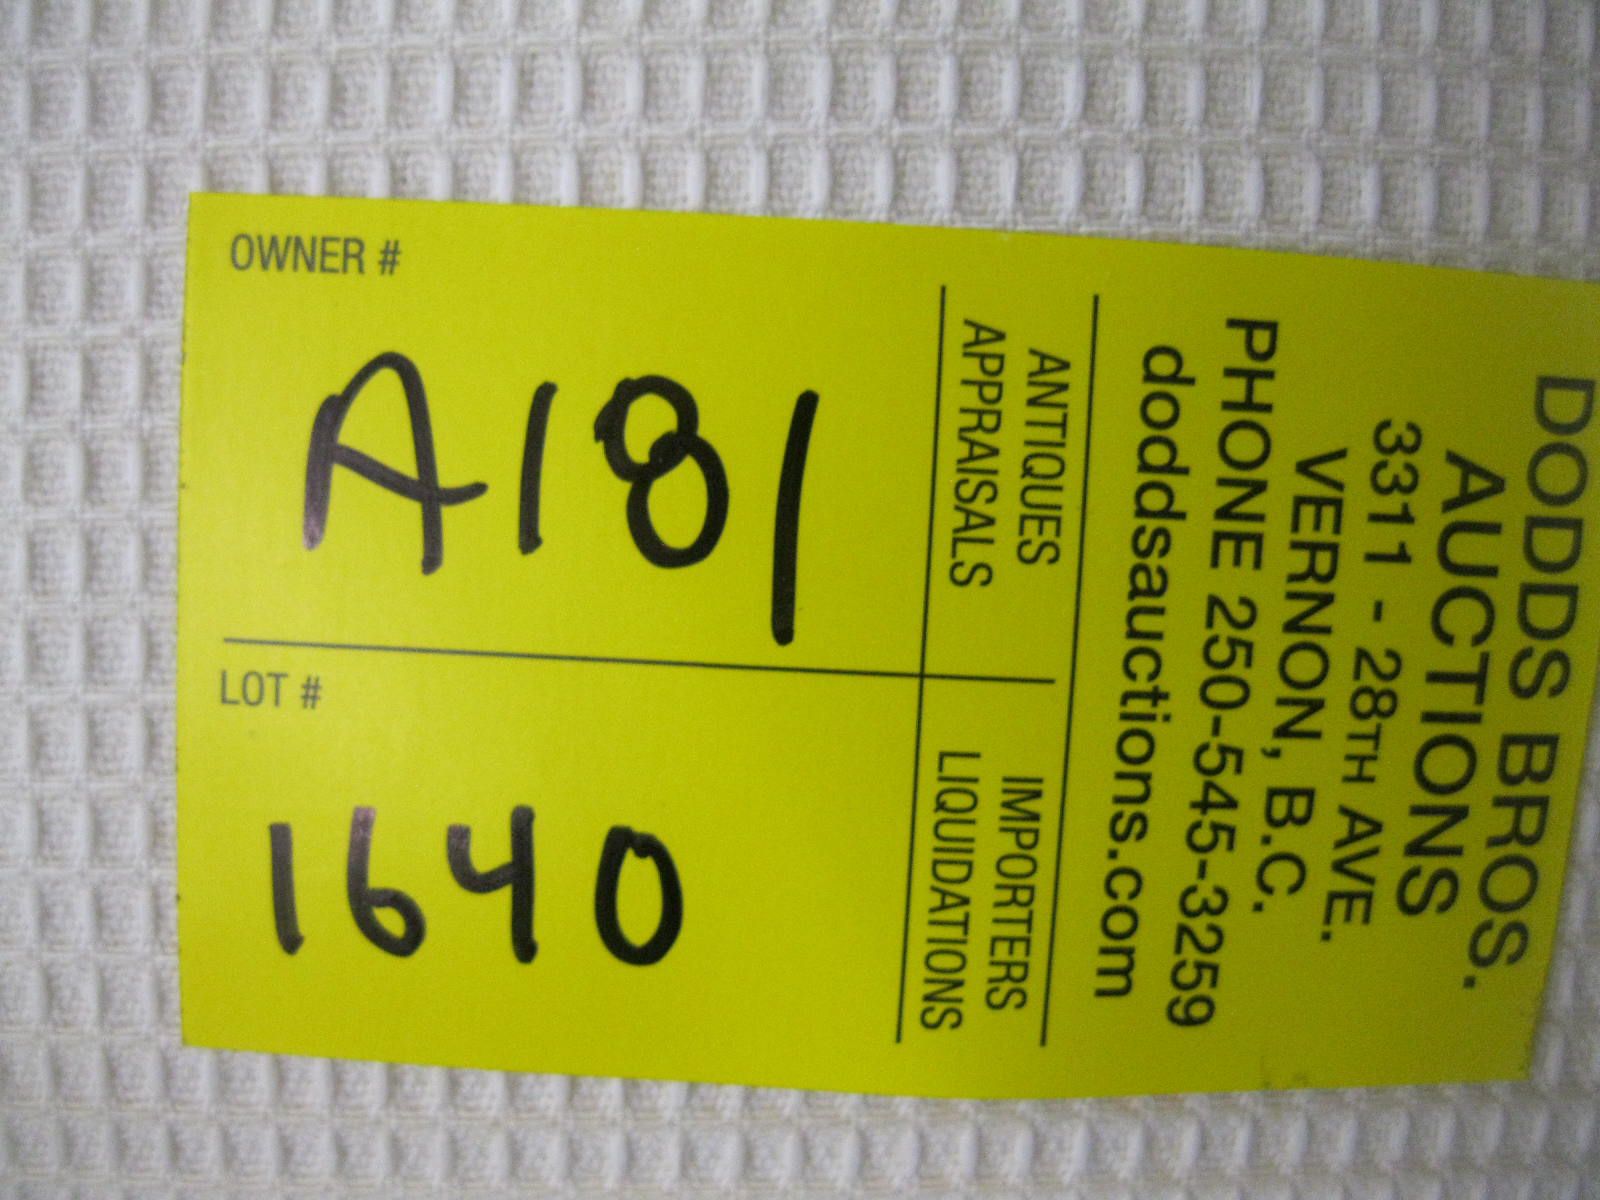 DODDS BROS.
AUCTIONS
3311 - 28TH AVE.
VERNON, B.C.
PHONE 250-545-3259
doddsauctions.com
ANTIQUES
APPRAISALS
IMPORTERS
LIQUIDATIONS
OWNER #
A181
LOT #
1640